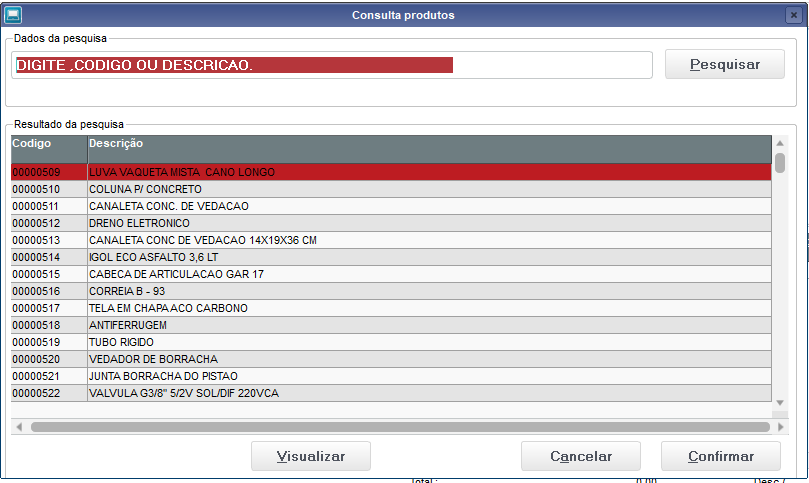 Consulta produtos
Dados da pesquisa
DIGITE ,CODIGO OU DESCRICAO.
Pesquisar
Resultado da pesquisa
Codigo Descrição
00000509 LUVA VAQUETA MISTA CANO LONGO
00000510 COLUNA P/ CONCRETO
00000511 CANALETA CONC. DE VEDACAO
00000512 DRENO ELETRONICO
00000513 CANALETA CONC DE VEDACAO 14X19X36 CM
00000514 IGOL ECO ASFALTO 3,6 LT
00000515 CABECA DE ARTICULACAO GAR 17
00000516 CORREIA B - 93
00000517 TELA EM CHAPA ACO CARBONO
00000518 ANTIFERRUGEM
00000519 TUBO RIGIDO
00000520 VEDADOR DE BORRACHA
00000521 JUNTA BORRACHA DO PISTAO
00000522 VALVULA G3/8" 5/2V SOL/DIF 220VCA
Visualizar Cancelar Confirmar
Total : 0,00 Desc./